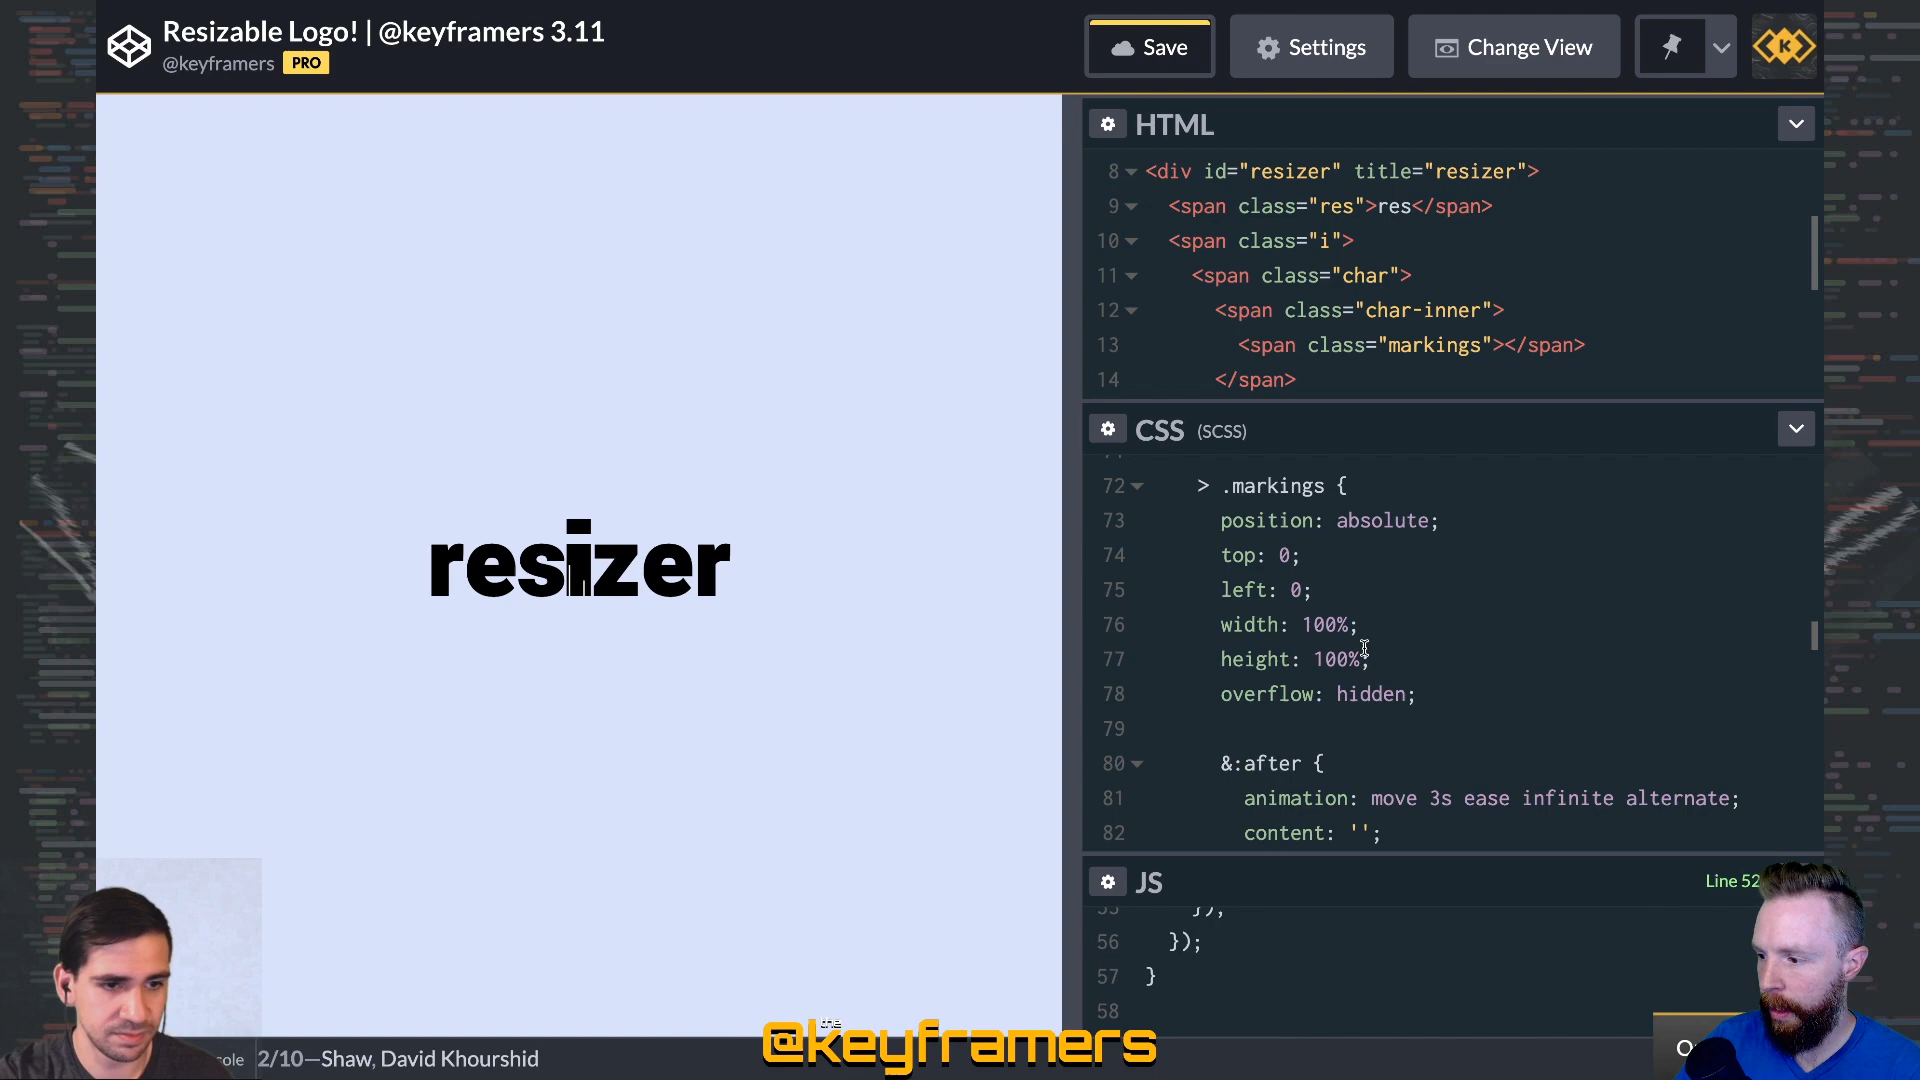 Resizable Logo! | @keyframers 3.11
@keyframers PRO
Save
Settings
Change View
K
HTML
8 <div id="resizer" title="resizer">
9 <span class="res">res</span>
10 <span class="i">
11 <span class="char">
12 <span class="char-inner">
13 <span class="markings"></span>
14 </span>
resizer
CSS (SCSS)
72 > .markings {
73 position: absolute;
74 top: 0;
75 left: 0;
76 width: 100%;
77 height: 100%;
78 overflow: hidden;
79
80 &:after {
81 animation: move 3s ease infinite alternate;
82 content: '';
JS
Line 52
55 });
56 });
57 }
58
sole 2/10—Shaw, David Khourshid
the
@keyframers